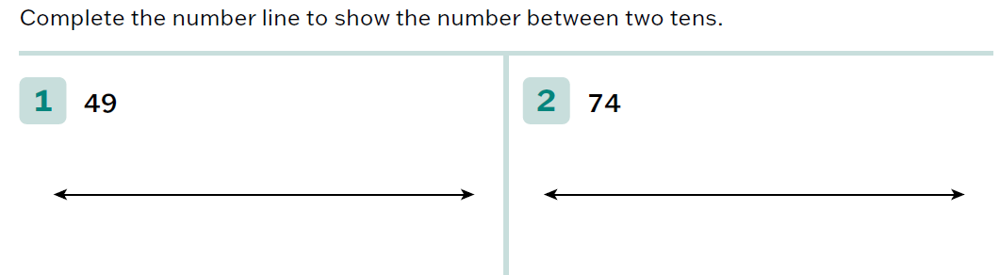 Complete the number line to show the number between two tens.
1 49
2 74